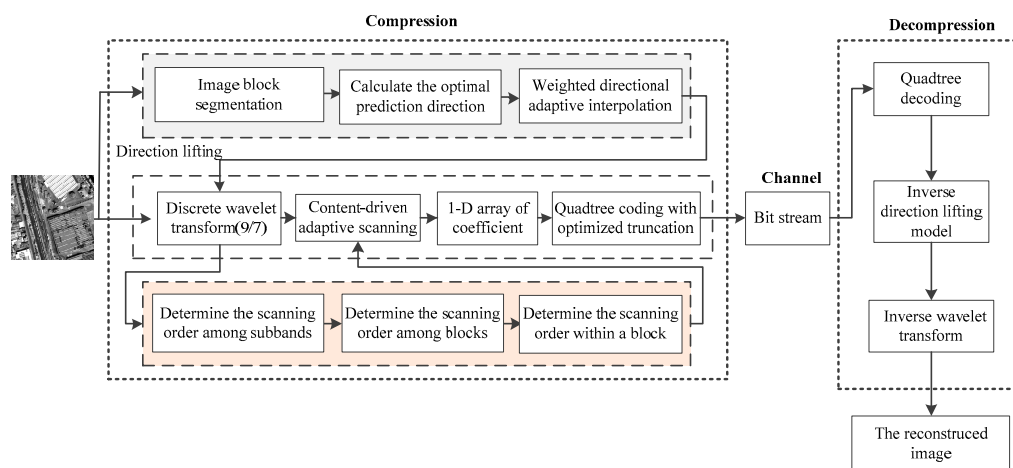 Compression
Decompression
Image block
segmentation
Calculate the optimal
prediction direction
Weighted directional
adaptive interpolation
Direction lifting
Discrete wavelet
transform(9/7)
Content-driven
adaptive scanning
1-D array of
coefficient
Quadtree coding with
optimized truncation
Determine the scanning
order among subbands
Determine the scanning
order among blocks
Determine the scanning
order within a block
Channel
Bit stream
Quadtree
decoding
Inverse
direction lifting
model
Inverse wavelet
transform
The reconstruced
image